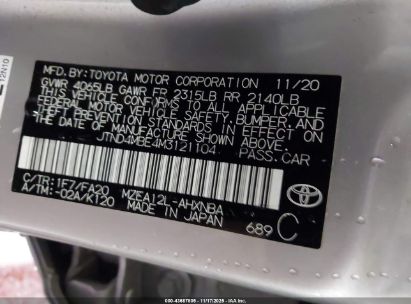 12N10
MFD. BY: TOYOTA MOTOR CORPORATION 11/20
GVWR 4065LB GAWR FR 2315LB RR 2140LB
THIS VEHICLE CONFORMS TO ALL APPLICABLE
FEDERAL MOTOR VEHICLE SAFETY, BUMPER, AND
THEFT PREVENTION STANDARDS IN EFFECT ON
THE DATE OF MANUFACTURE SHOWN ABOVE.
JTND4MBE4M3121104 PASS.CAR
C/TR: 1F7/FA20 MZEA12L-AHXNBA
A/TM: -02A/K120 MADE IN JAPAN
689 C